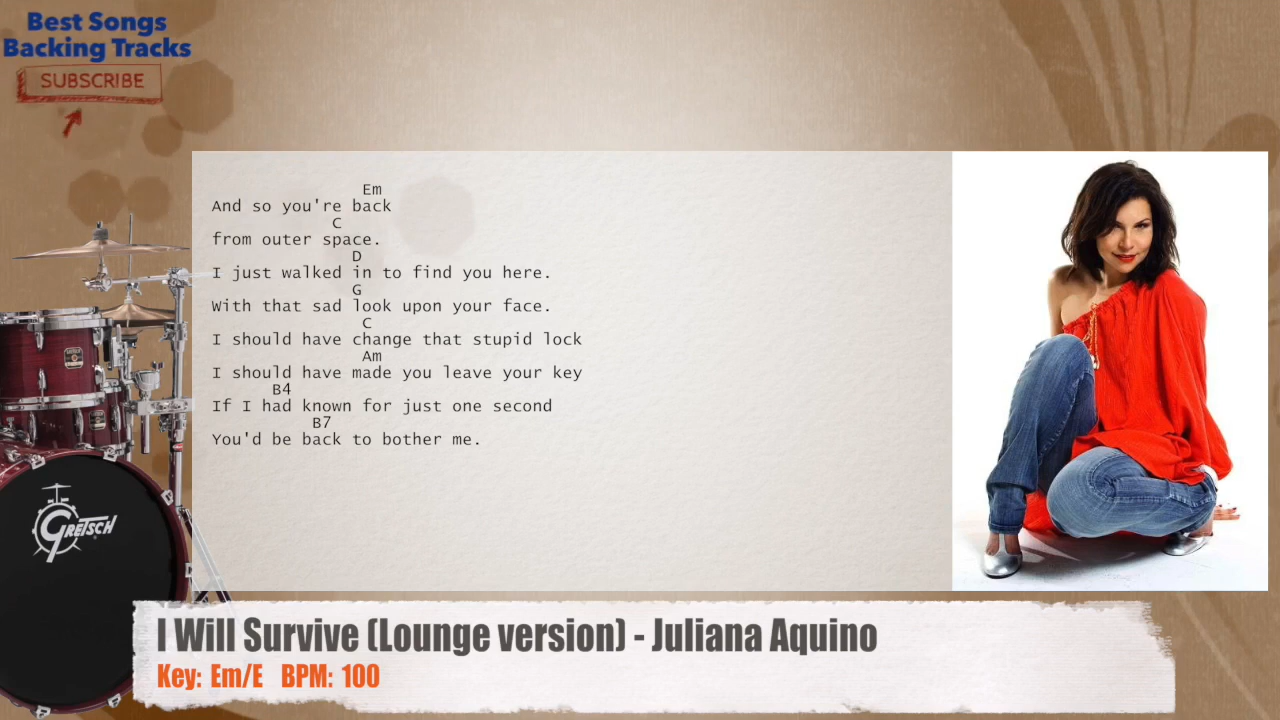 Best Songs
Backing Tracks
SUBSCRIBE
Em
And so you're back
C
from outer space.
D
I just walked in to find you here.
G
With that sad look upon your face.
C
I should have change that stupid lock
Am
I should have made you leave your key
B4
If I had known for just one second
B7
You'd be back to bother me.
GRETSCH
I Will Survive (Lounge version) - Juliana Aquino
Key: Em/E BPM: 100